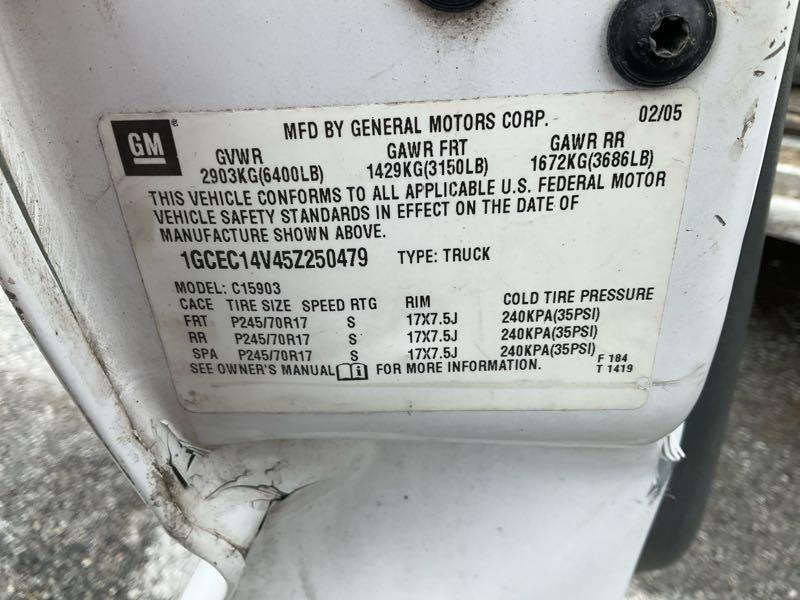 GM® MFD BY GENERAL MOTORS CORP. 02/05
GVWR GAWR FRT GAWR RR
2903KG(6400LB) 1429KG(3150LB) 1672KG(3686LB)
THIS VEHICLE CONFORMS TO ALL APPLICABLE U.S. FEDERAL MOTOR
VEHICLE SAFETY STANDARDS IN EFFECT ON THE DATE OF
MANUFACTURE SHOWN ABOVE.
1GCEC14V45Z250479 TYPE: TRUCK
MODEL: C15903
CACE TIRE SIZE SPEED RTG RIM COLD TIRE PRESSURE
FRT P245/70R17 S 17X7.5J 240KPA(35PSI)
RR P245/70R17 S 17X7.5J 240KPA(35PSI)
SPA P245/70R17 S 17X7.5J 240KPA(35PSI)
SEE OWNER'S MANUAL i FOR MORE INFORMATION.
F 184
T 1419